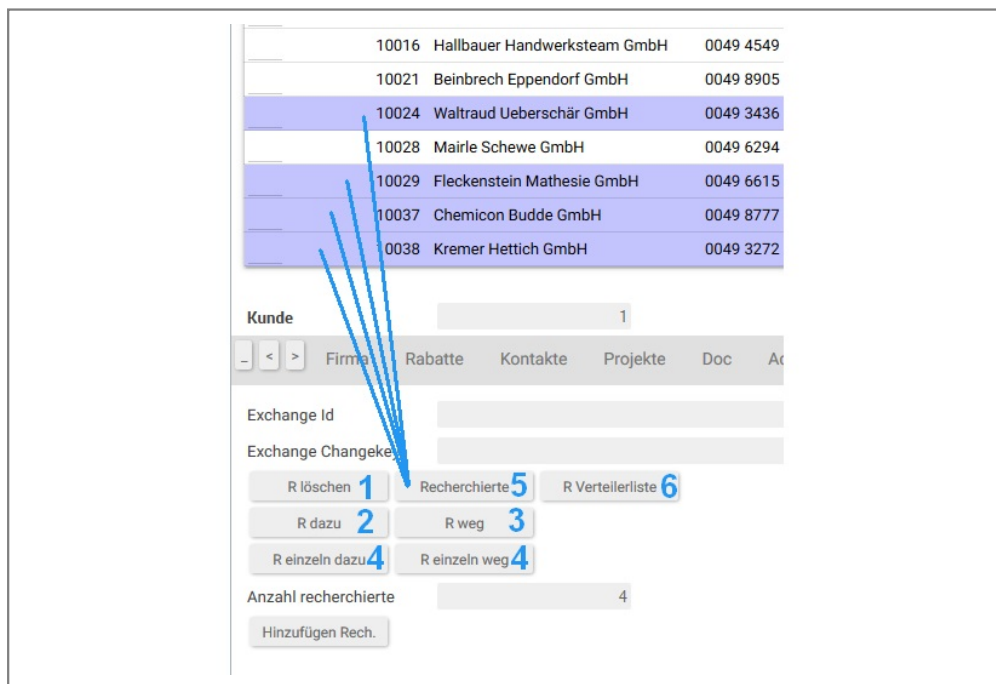 10016 Hallbauer Handwerksteam GmbH 0049 4549
10021 Beinbrech Eppendorf GmbH 0049 8905
10024 Waltraud Ueberschär GmbH 0049 3436
10028 Mairle Schewe GmbH 0049 6294
10029 Fleckenstein Mathesie GmbH 0049 6615
10037 Chemicon Budde GmbH 0049 8777
0038 Kremer Hettich GmbH 0049 3272
Kunde 1
_ < > Firma Rabatte Kontakte Projekte Doc
Exchange Id
Exchange Changeke
R löschen 1 Recherchierte 5 R Verteilerliste 6
R dazu 2 R weg 3
R einzeln dazu 4 R einzeln weg 4
Anzahl recherchierte 4
Hinzufügen Rech.